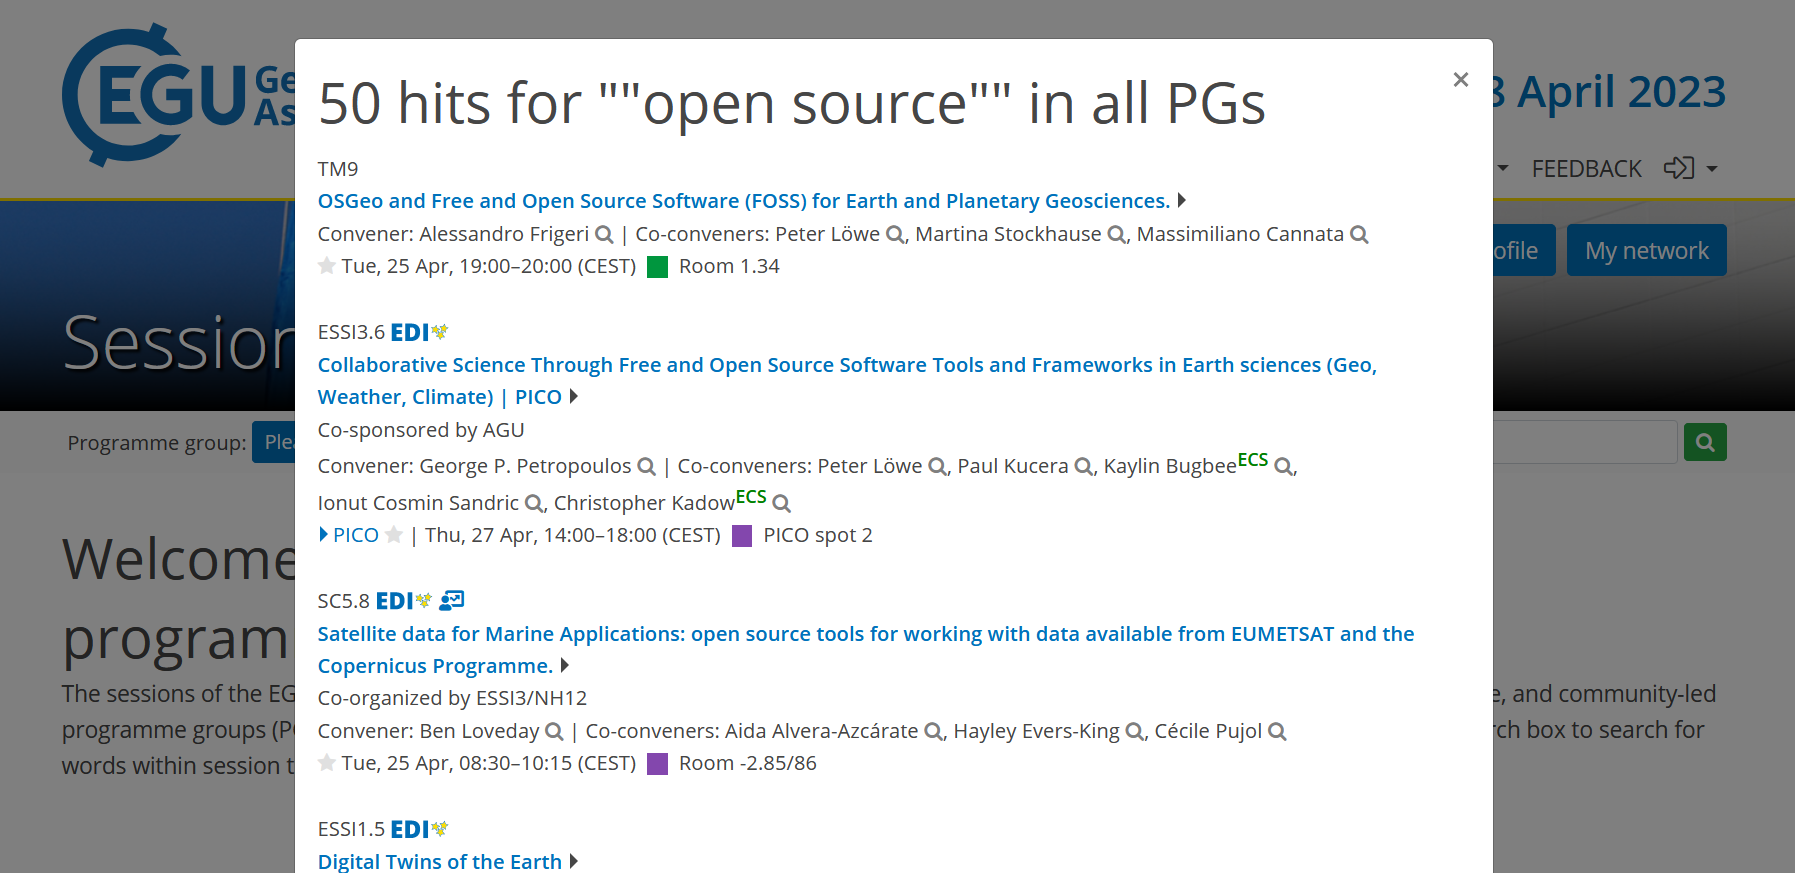 EGU Ge
As
8 April 2023
FEEDBACK
ofile
My network
Session
Programme group: Plea
Welcome
program
The sessions of the EG
e, and community-led
programme groups (PG
rch box to search for
words within session t
×
50 hits for ""open source"" in all PGs
TM9
OSGeo and Free and Open Source Software (FOSS) for Earth and Planetary Geosciences.
Convener: Alessandro Frigeri | Co-conveners: Peter Löwe, Martina Stockhause, Massimiliano Cannata
Tue, 25 Apr, 19:00–20:00 (CEST) Room 1.34
ESSI3.6 EDI
Collaborative Science Through Free and Open Source Software Tools and Frameworks in Earth sciences (Geo,
Weather, Climate) | PICO
Co-sponsored by AGU
Convener: George P. Petropoulos | Co-conveners: Peter Löwe, Paul Kucera, Kaylin BugbeeECS,
Ionut Cosmin Sandric, Christopher KadowECS
PICO | Thu, 27 Apr, 14:00–18:00 (CEST) PICO spot 2
SC5.8 EDI
Satellite data for Marine Applications: open source tools for working with data available from EUMETSAT and the
Copernicus Programme.
Co-organized by ESSI3/NH12
Convener: Ben Loveday | Co-conveners: Aida Alvera-Azcárate, Hayley Evers-King, Cécile Pujol
Tue, 25 Apr, 08:30–10:15 (CEST) Room -2.85/86
ESSI1.5 EDI
Digital Twins of the Earth